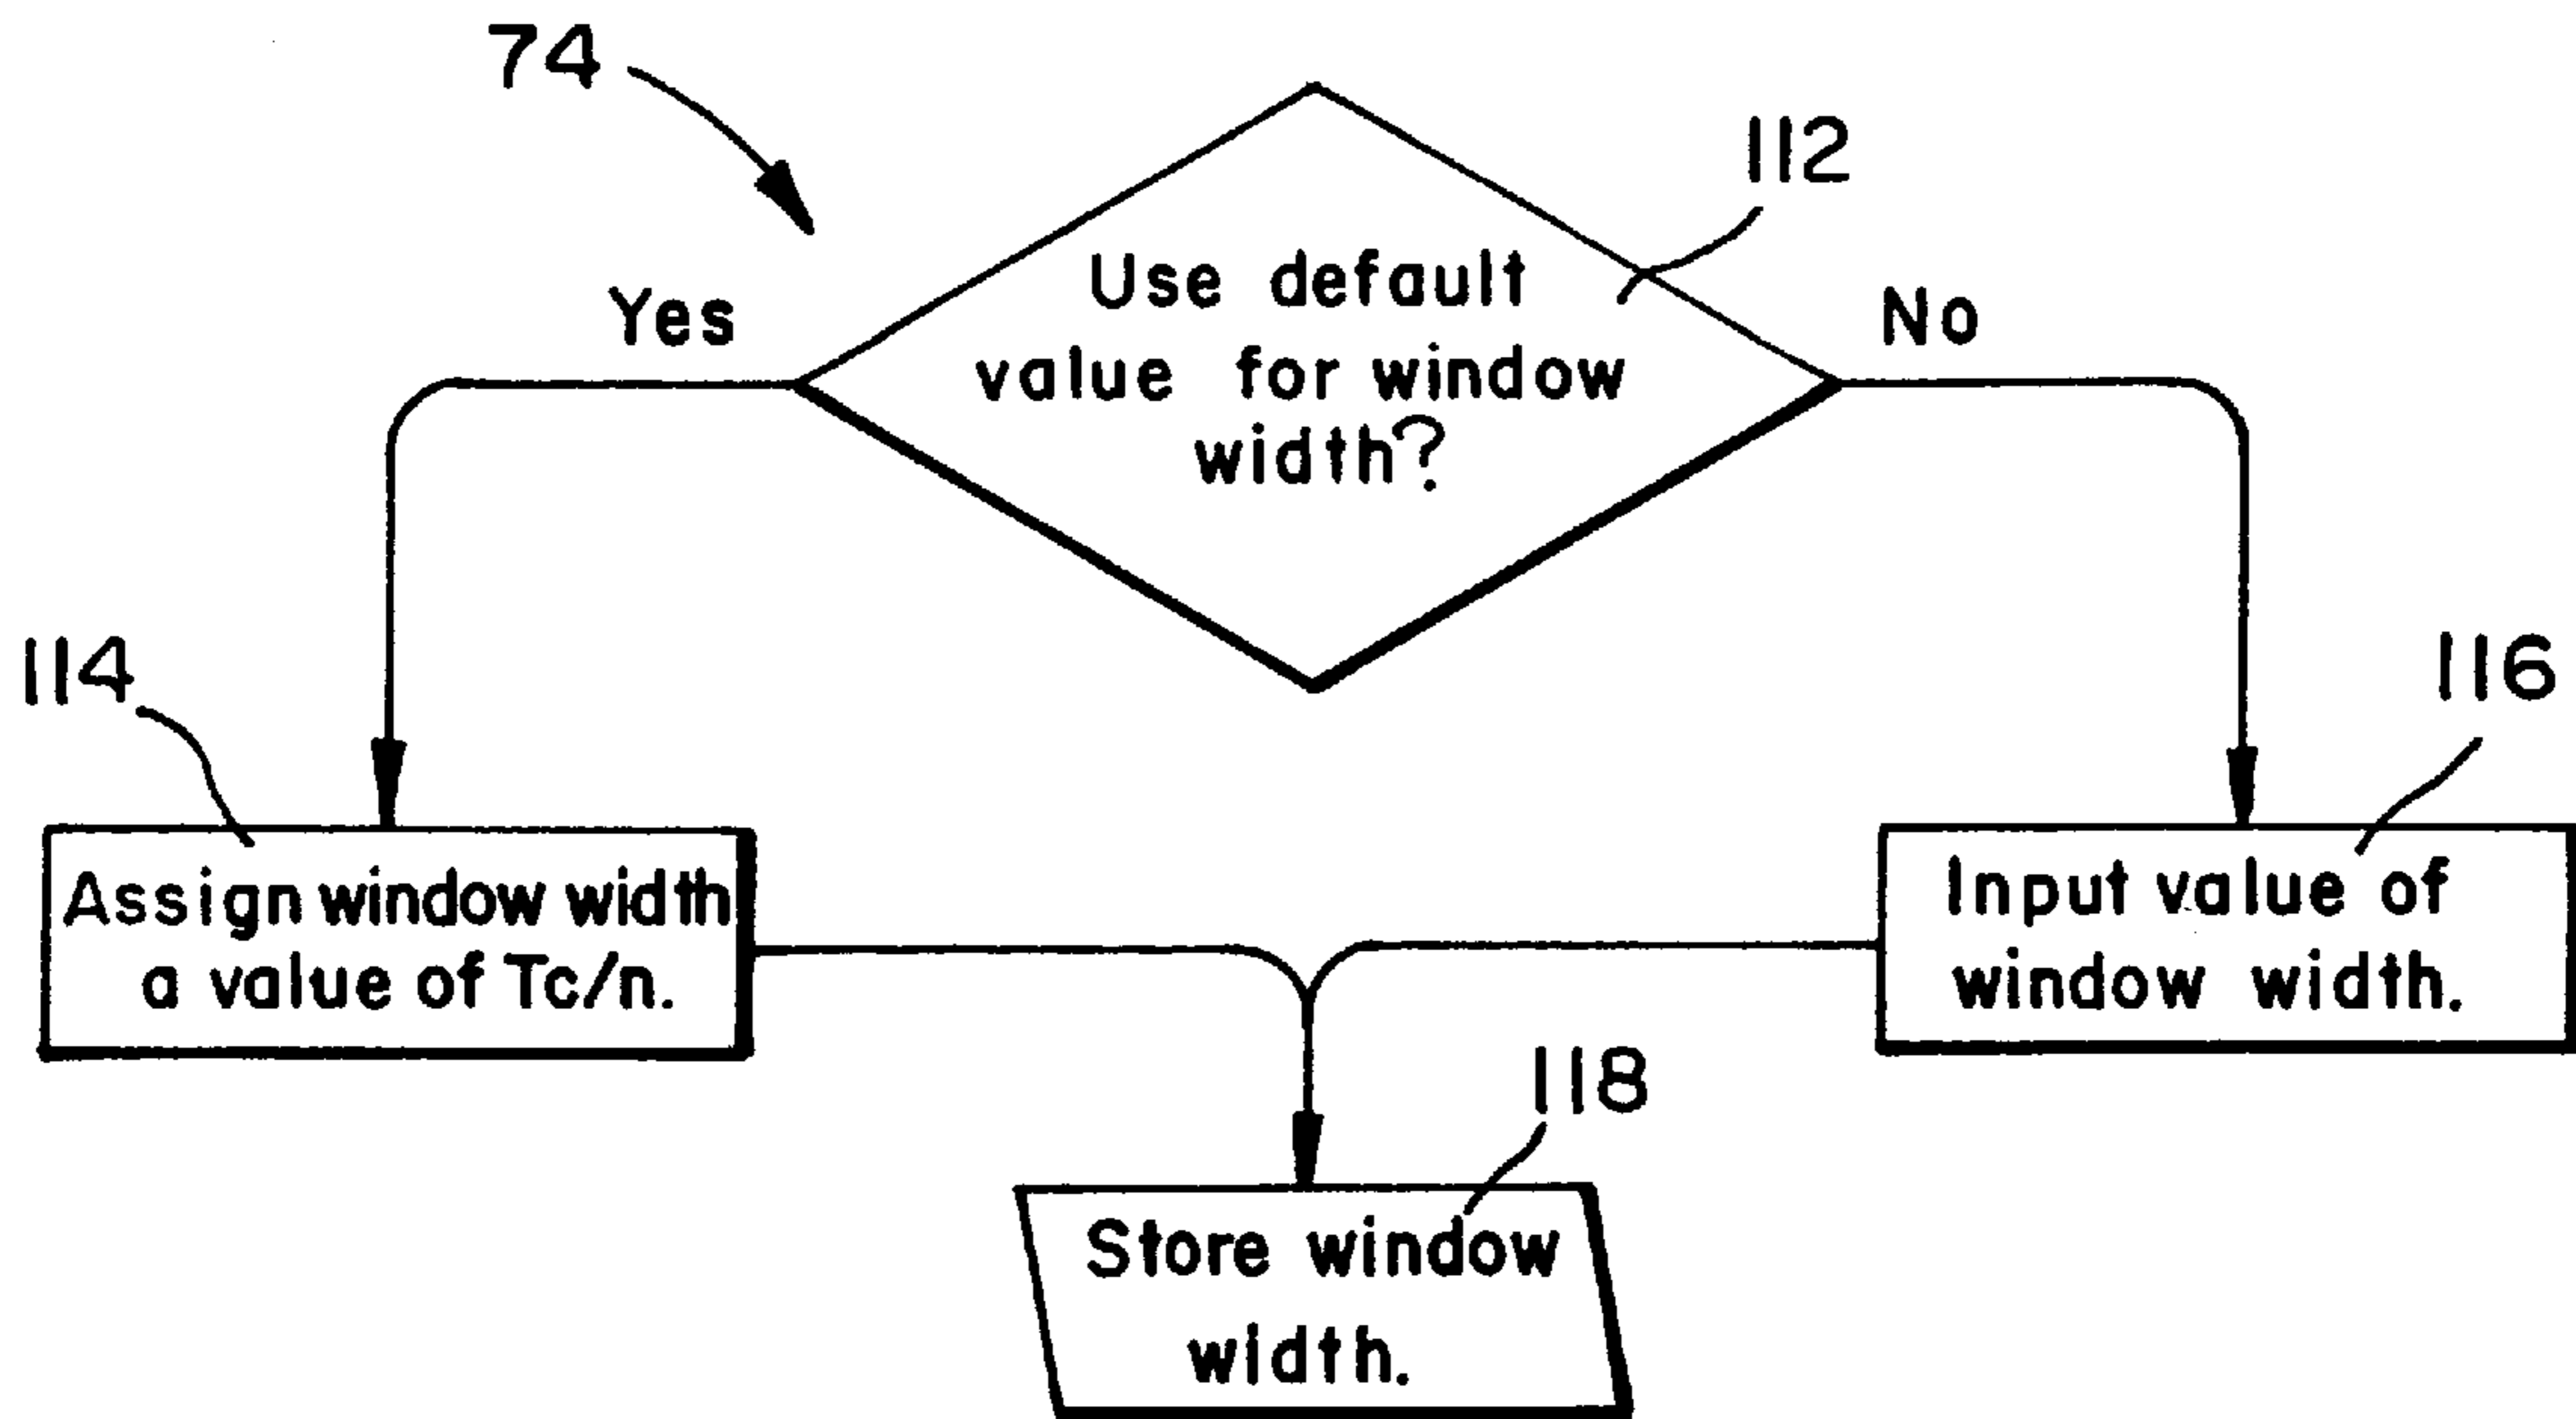 74
112
Use default
value for window
width?
Yes
No
114
116
Assign window width
a value of Tc/n.
Input value of
window width.
118
Store window
width.